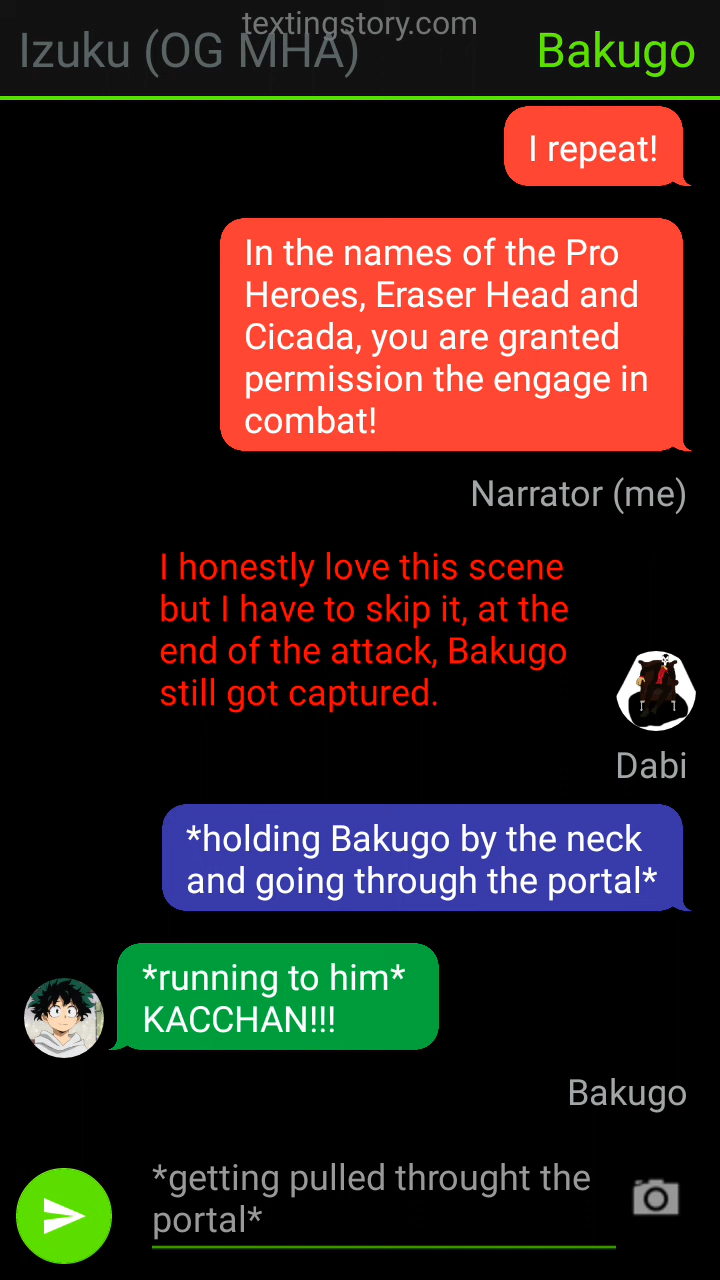 textingstory.com
Izuku (OG MHA)
Bakugo
I repeat!
In the names of the Pro
Heroes, Eraser Head and
Cicada, you are granted
permission the engage in
combat!
Narrator (me)
I honestly love this scene
but I have to skip it, at the
end of the attack, Bakugo
still got captured.
Dabi
*holding Bakugo by the neck
and going through the portal*
*running to him*
KACCHAN!!!
Bakugo
*getting pulled throught the
portal*